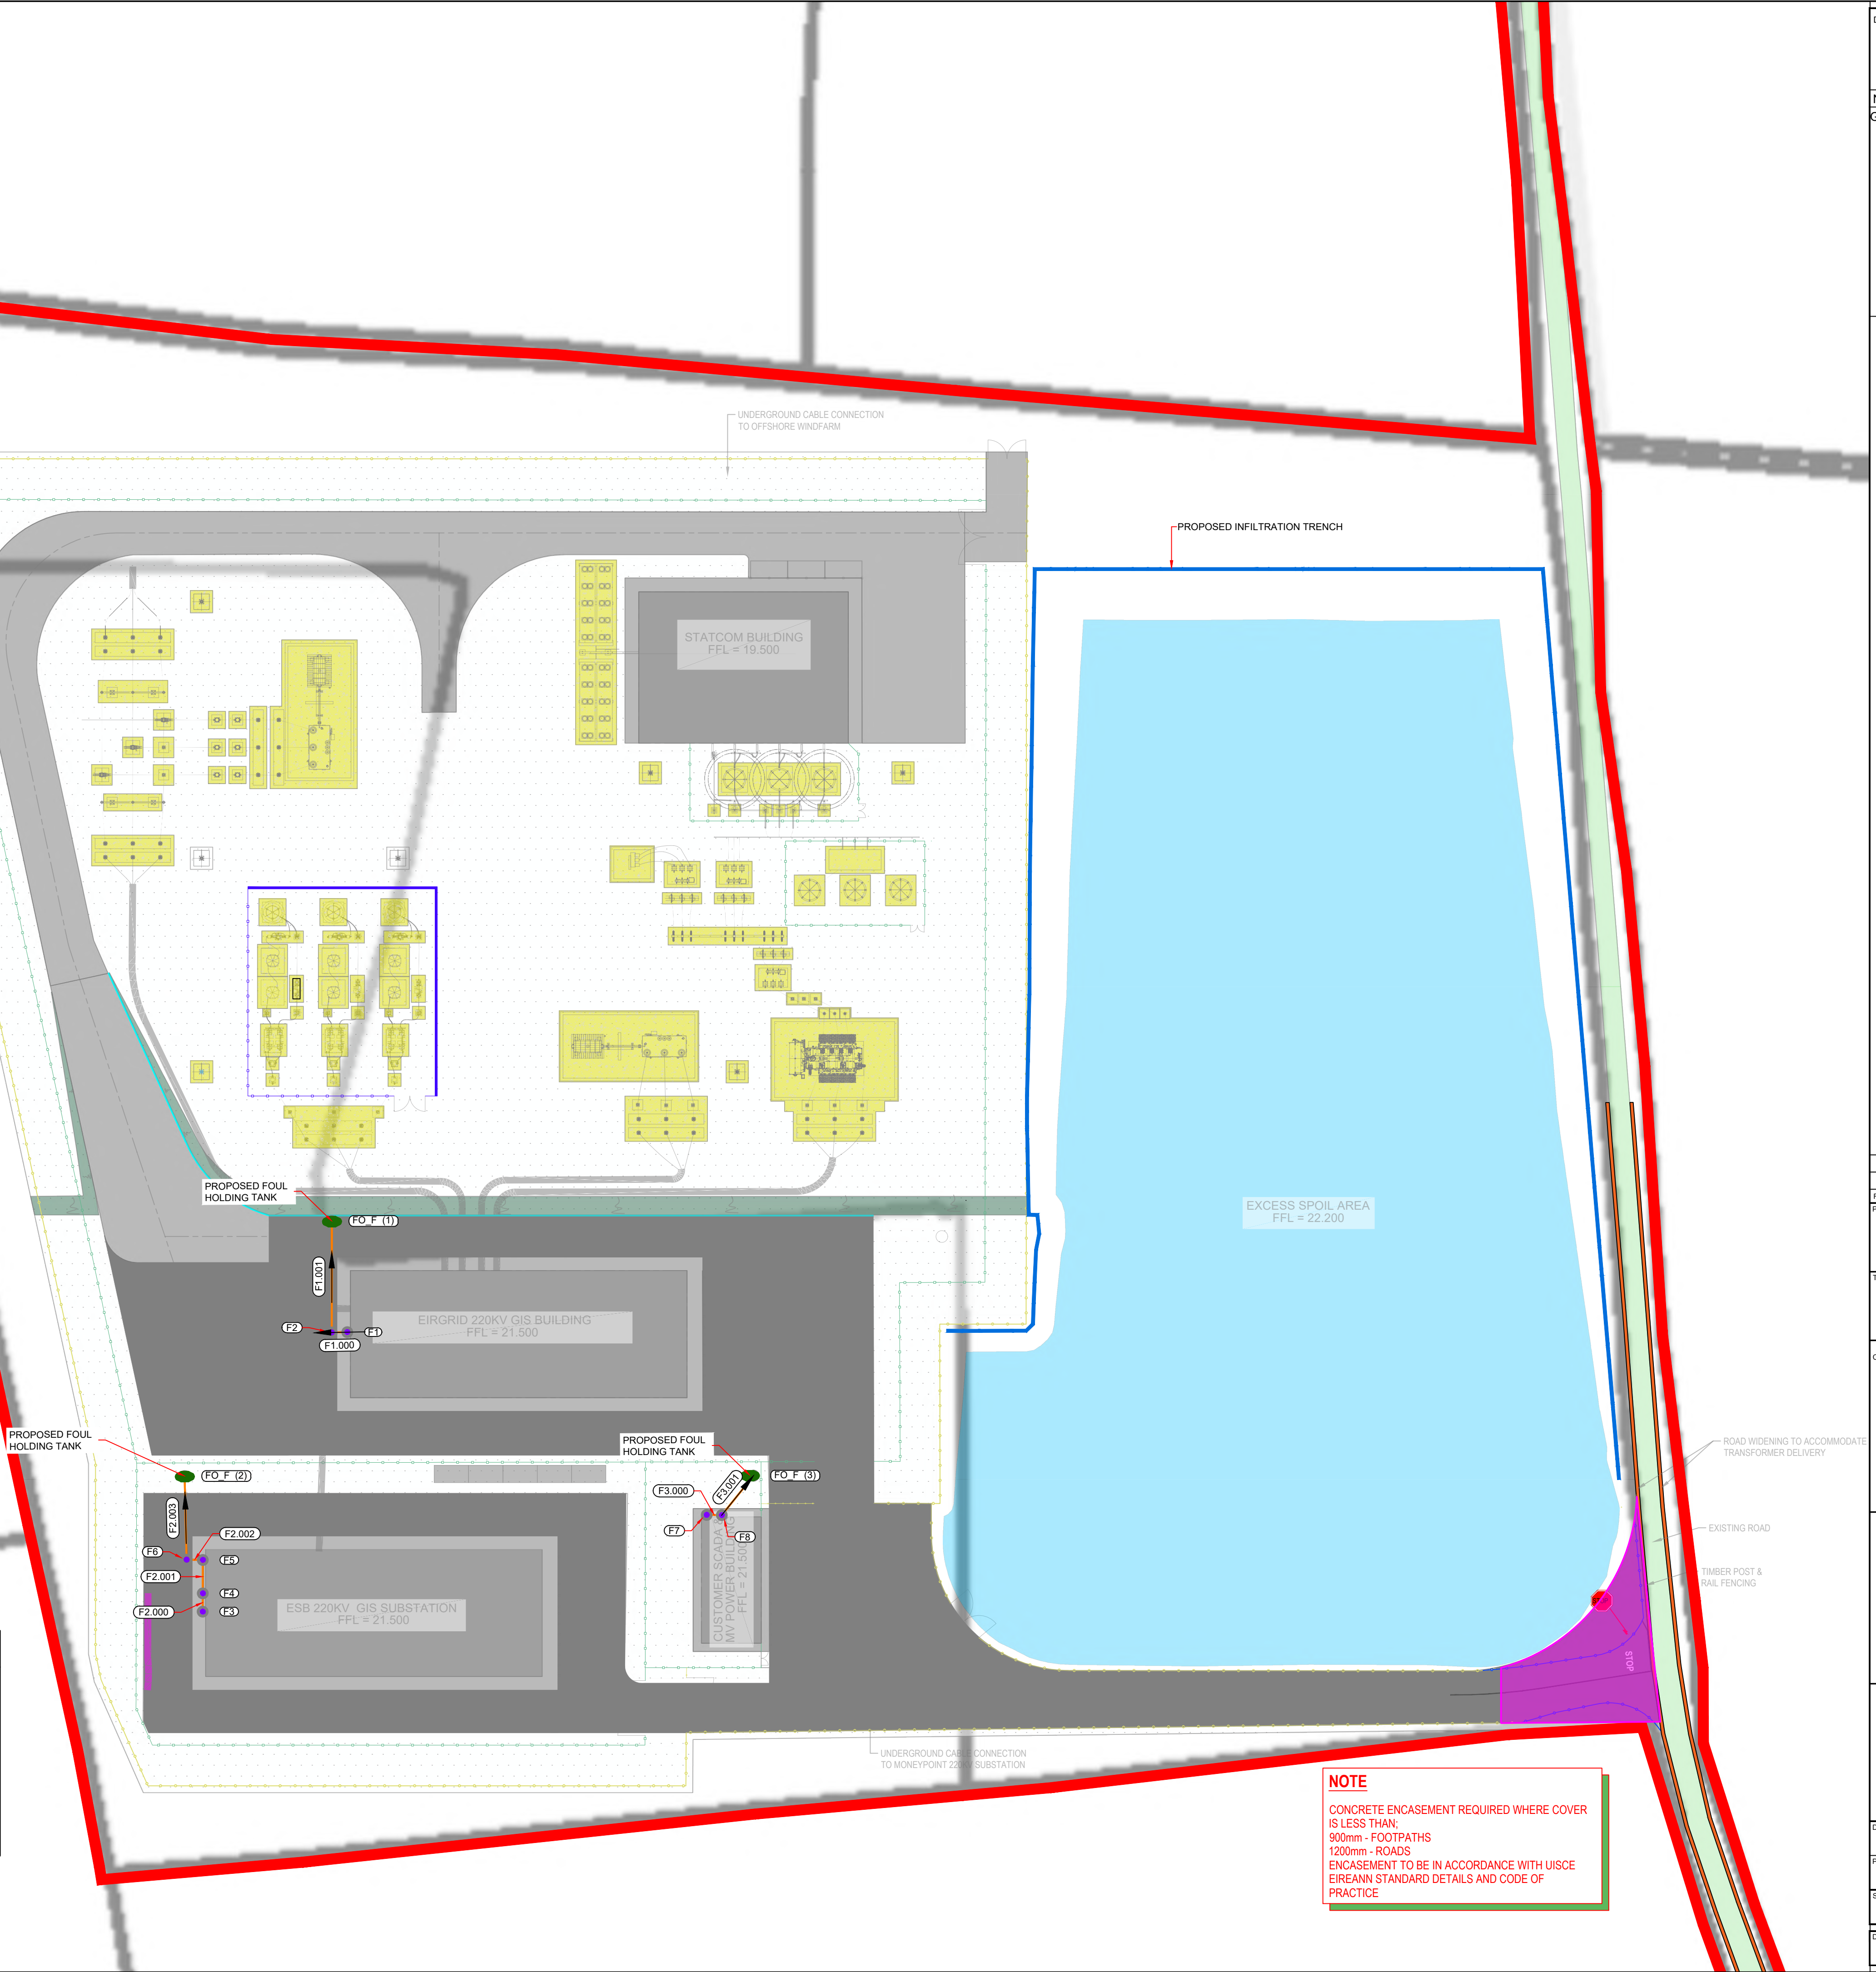 UNDERGROUND CABLE CONNECTION
TO OFFSHORE WINDFARM
PROPOSED INFILTRATION TRENCH
STATCOM BUILDING
FFL = 19.500
PROPOSED FOUL
HOLDING TANK
FO_F (1)
F1.001
EXCESS SPOIL AREA
FFL = 22.200
EIRGRID 220KV GIS BUILDING
FFL = 21.500
F2
F1
F1.000
PROPOSED FOUL
HOLDING TANK
FO_F (2)
PROPOSED FOUL
HOLDING TANK
FO_F (3)
F3.001
F3.000
F7
F8
F2.003
F2.002
F6
F5
F2.001
F4
F2.000
F3
ESB 220KV GIS SUBSTATION
FFL = 21.500
CUSTOMER SCADA &
MV POWER BUILDING
FFL = 21.500
ROAD WIDENING TO ACCOMMODATE
TRANSFORMER DELIVERY
EXISTING ROAD
TIMBER POST &
RAIL FENCING
STOP
UNDERGROUND CABLE CONNECTION
TO MONEYPOINT 220KV SUBSTATION
NOTE
CONCRETE ENCASEMENT REQUIRED WHERE COVER
IS LESS THAN;
900mm - FOOTPATHS
1200mm - ROADS
ENCASEMENT TO BE IN ACCORDANCE WITH UISCE
EIREANN STANDARD DETAILS AND CODE OF
PRACTICE